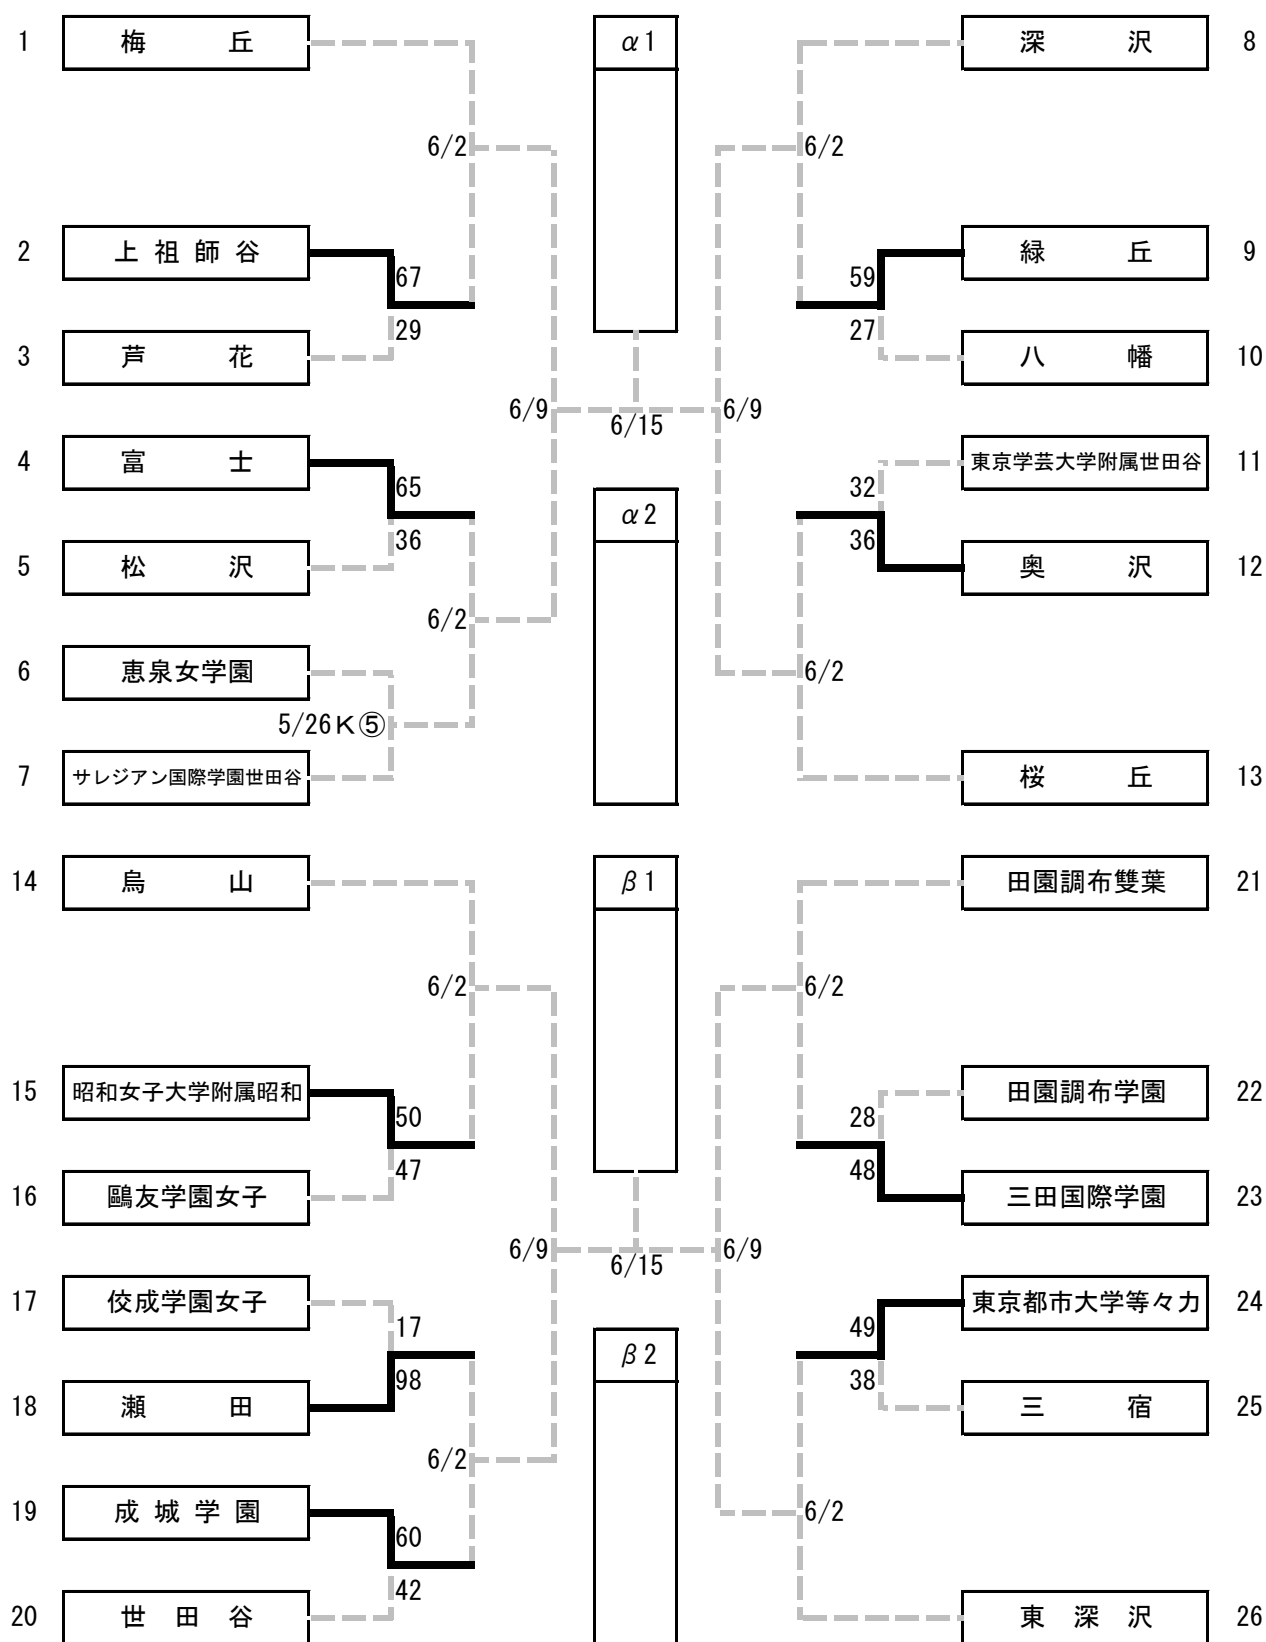 1 梅丘 α1 深沢 8
6/2 6/2
2 上祖師谷 緑丘 9
67 59
29 27
3 芦花 八幡 10
6/9 6/15 6/9
4 富士 東京学芸大学附属世田谷 11
65 32
α2
36 36
5 松沢 奥沢 12
6/2
6 恵泉女学園 6/2
5/26K⑤
7 サレジアン国際学園世田谷 桜丘 13
14 烏山 β1 田園調布雙葉 21
6/2 6/2
15 昭和女子大学附属昭和 田園調布学園 22
50 28
47 48
16 鷗友学園女子 三田国際学園 23
6/9 6/15 6/9
17 佼成学園女子 東京都市大学等々力 24
17 49
β2
98 38
18 瀬田 三宿 25
6/2
19 成城学園 6/2
60
42
20 世田谷 東深沢 26